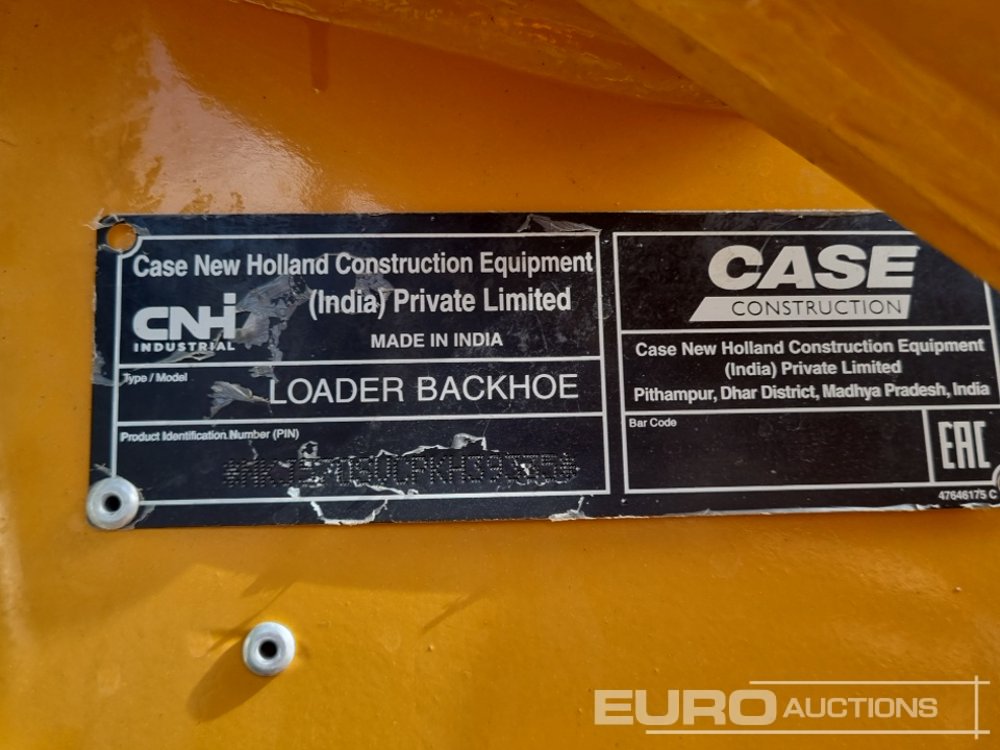 Case New Holland Construction Equipment
(India) Private Limited
CNH
INDUSTRIAL
MADE IN INDIA
Type / Model
LOADER BACKHOE
Product Identification Number (PIN)
CASE
CONSTRUCTION
Case New Holland Construction Equipment
(India) Private Limited
Pithampur, Dhar District, Madhya Pradesh, India
Bar Code
EAC
47646175 C
EURO AUCTIONS